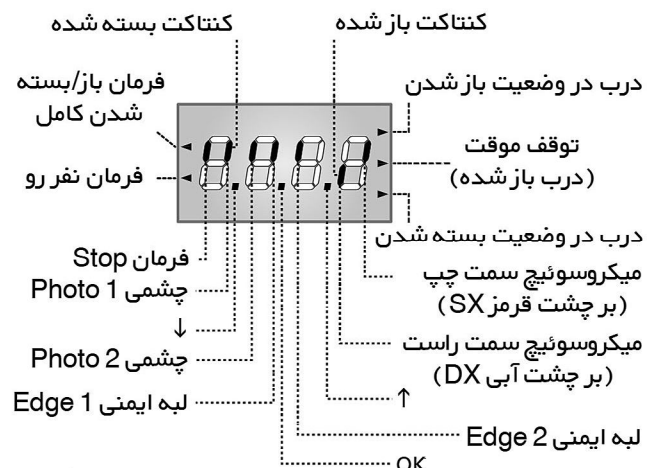 کنتاکت بسته شده
کنتاکت باز شده
فرمان باز/بسته
شدن کامل
فرمان نفر رو
درب در وضعیت باز شدن
توقف موقت
(درب باز شده)
درب در وضعیت بسته شدن
فرمان Stop
چشمی Photo 1
↓
چشمی Photo 2
لبه ایمنی Edge 1
میکروسوئیچ سمت چپ
(بر چشت قرمز SX)
میکروسوئیچ سمت راست
(بر چشت آبی DX)
↑
لبه ایمنی Edge 2
OK